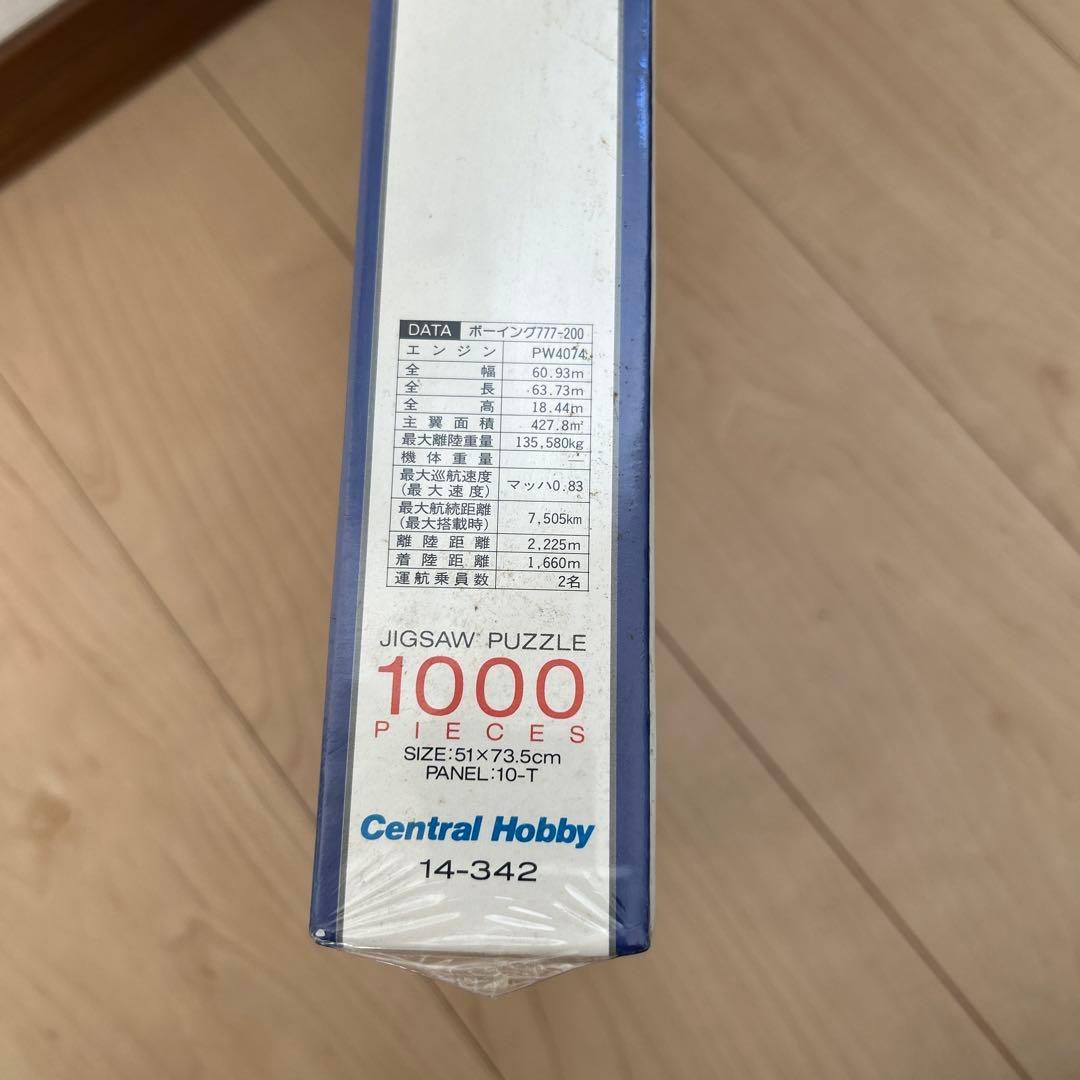 DATA ボーイング777-200
エンジン PW4074
全幅 60.93m
全長 63.73m
全高 18.44m
主翼面積 427.8㎡
最大離陸重量 135,580kg
機体重量 —
最大巡航速度 マッハ0.83
(最大速度)
最大航続距離 7,505km
(最大搭載時)
離陸距離 2,225m
着陸距離 1,660m
運航乗員数 2名
JIGSAW PUZZLE
1000
PIECES
SIZE:51×73.5cm
PANEL:10-T
Central Hobby
14-342